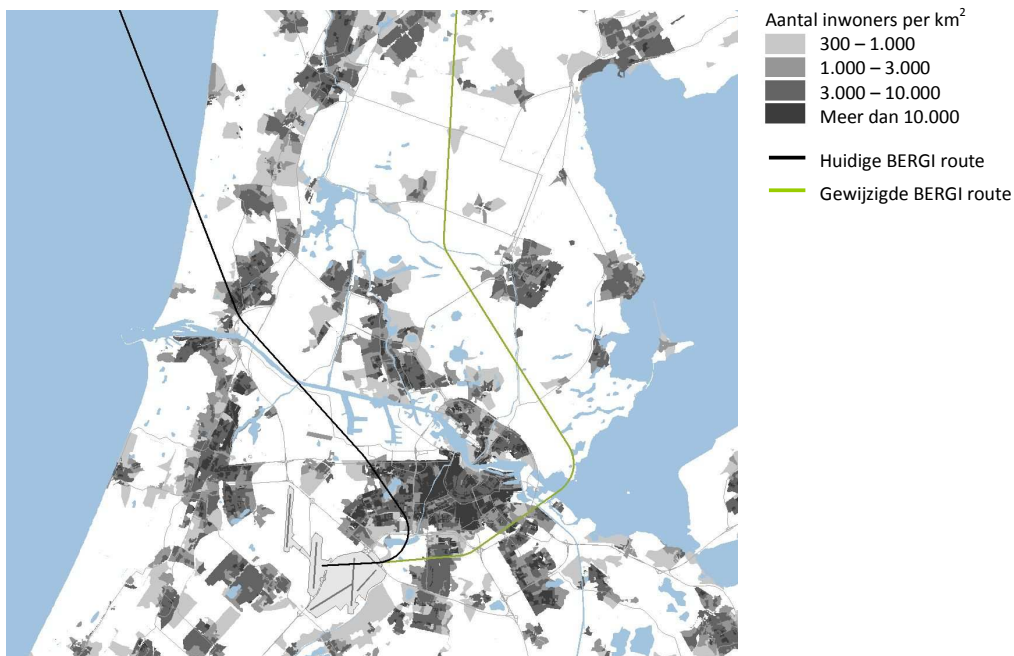 Aantal inwoners per km²
300 – 1.000
1.000 – 3.000
3.000 – 10.000
Meer dan 10.000
Huidige BERGI route
Gewijzigde BERGI route